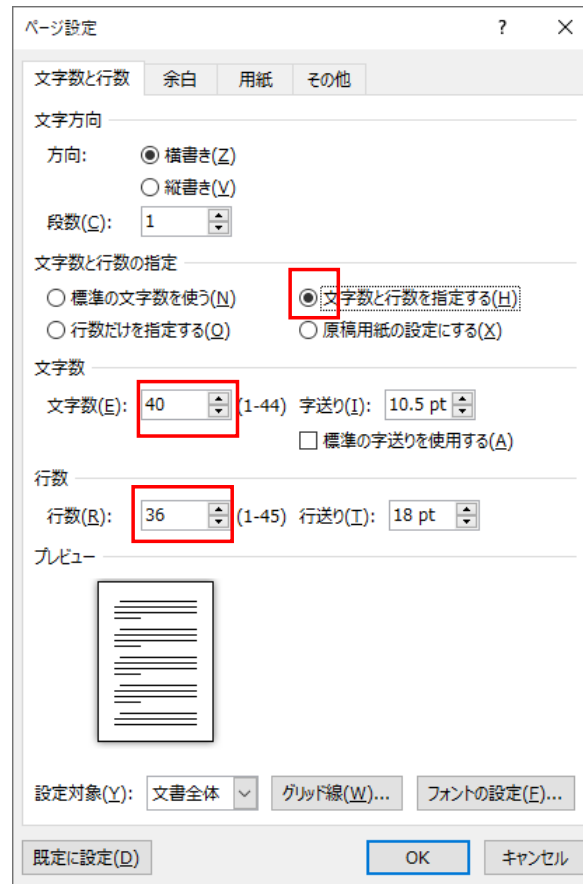 ページ設定 ?
文字数と行数 余白 用紙 その他
文字方向
方向: 横書き(Z)
縦書き(V)
段数(C): 1
文字数と行数の指定
標準の文字数を使う(N) 文字数と行数を指定する(H)
行数だけを指定する(O) 原稿用紙の設定にする(X)
文字数
文字数(E): 40 (1-44) 字送り(I): 10.5 pt
標準の字送りを使用する(A)
行数
行数(R): 36 (1-45) 行送り(T): 18 pt
プレビュー
設定対象(Y): 文書全体 グリッド線(W)... フォントの設定(F)...
既定に設定(D) OK キャンセル